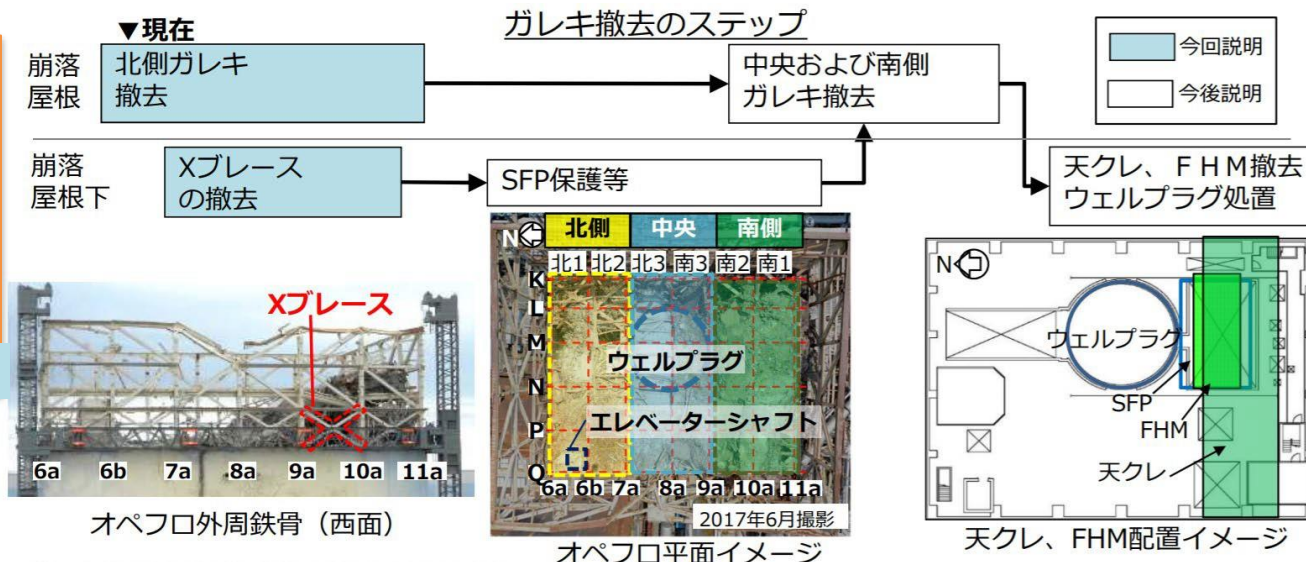 ガレキ撤去のステップ
▼現在
崩落
屋根
北側ガレキ
撤去
中央および南側
ガレキ撤去
今回説明
今後説明
崩落
屋根下
Xブレース
の撤去
SFP保護等
天クレ、FHM撤去
ウェルプラグ処置
Xブレース
6a 6b 7a 8a 9a 10a 11a
オペフロ外周鉄骨（西面）
N
北側 中央 南側
北1 北2 北3 南3 南2 南1
K
L
M
N
P
Q
ウェルプラグ
エレベーターシャフト
6a 6b 7a 8a 9a 10a 11a
2017年6月撮影
オペフロ平面イメージ
N
ウェルプラグ
SFP
FHM
天クレ
天クレ、FHM配置イメージ